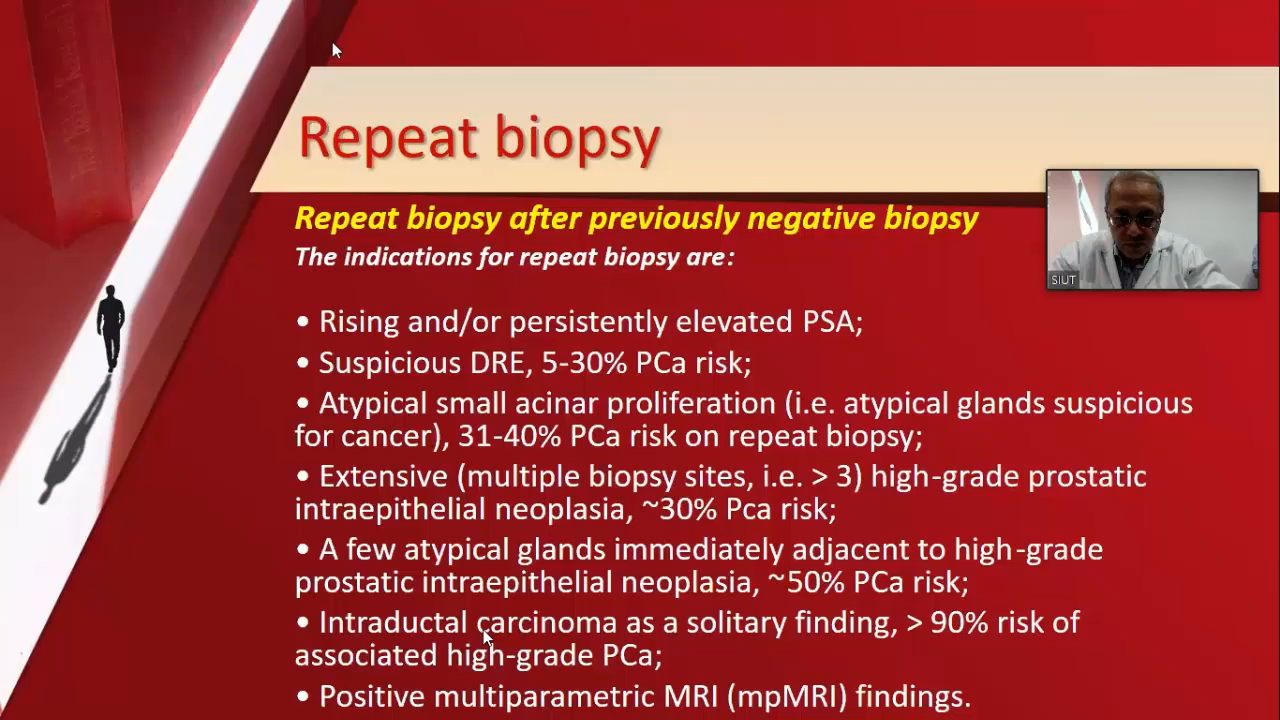 Repeat biopsy
Repeat biopsy after previously negative biopsy
The indications for repeat biopsy are:
SIUT
• Rising and/or persistently elevated PSA;
• Suspicious DRE, 5-30% PCa risk;
• Atypical small acinar proliferation (i.e. atypical glands suspicious
for cancer), 31-40% PCa risk on repeat biopsy;
• Extensive (multiple biopsy sites, i.e. > 3) high-grade prostatic
intraepithelial neoplasia, ~30% Pca risk;
• A few atypical glands immediately adjacent to high-grade
prostatic intraepithelial neoplasia, ~50% PCa risk;
• Intraductal carcinoma as a solitary finding, > 90% risk of
associated high-grade PCa;
• Positive multiparametric MRI (mpMRI) findings.